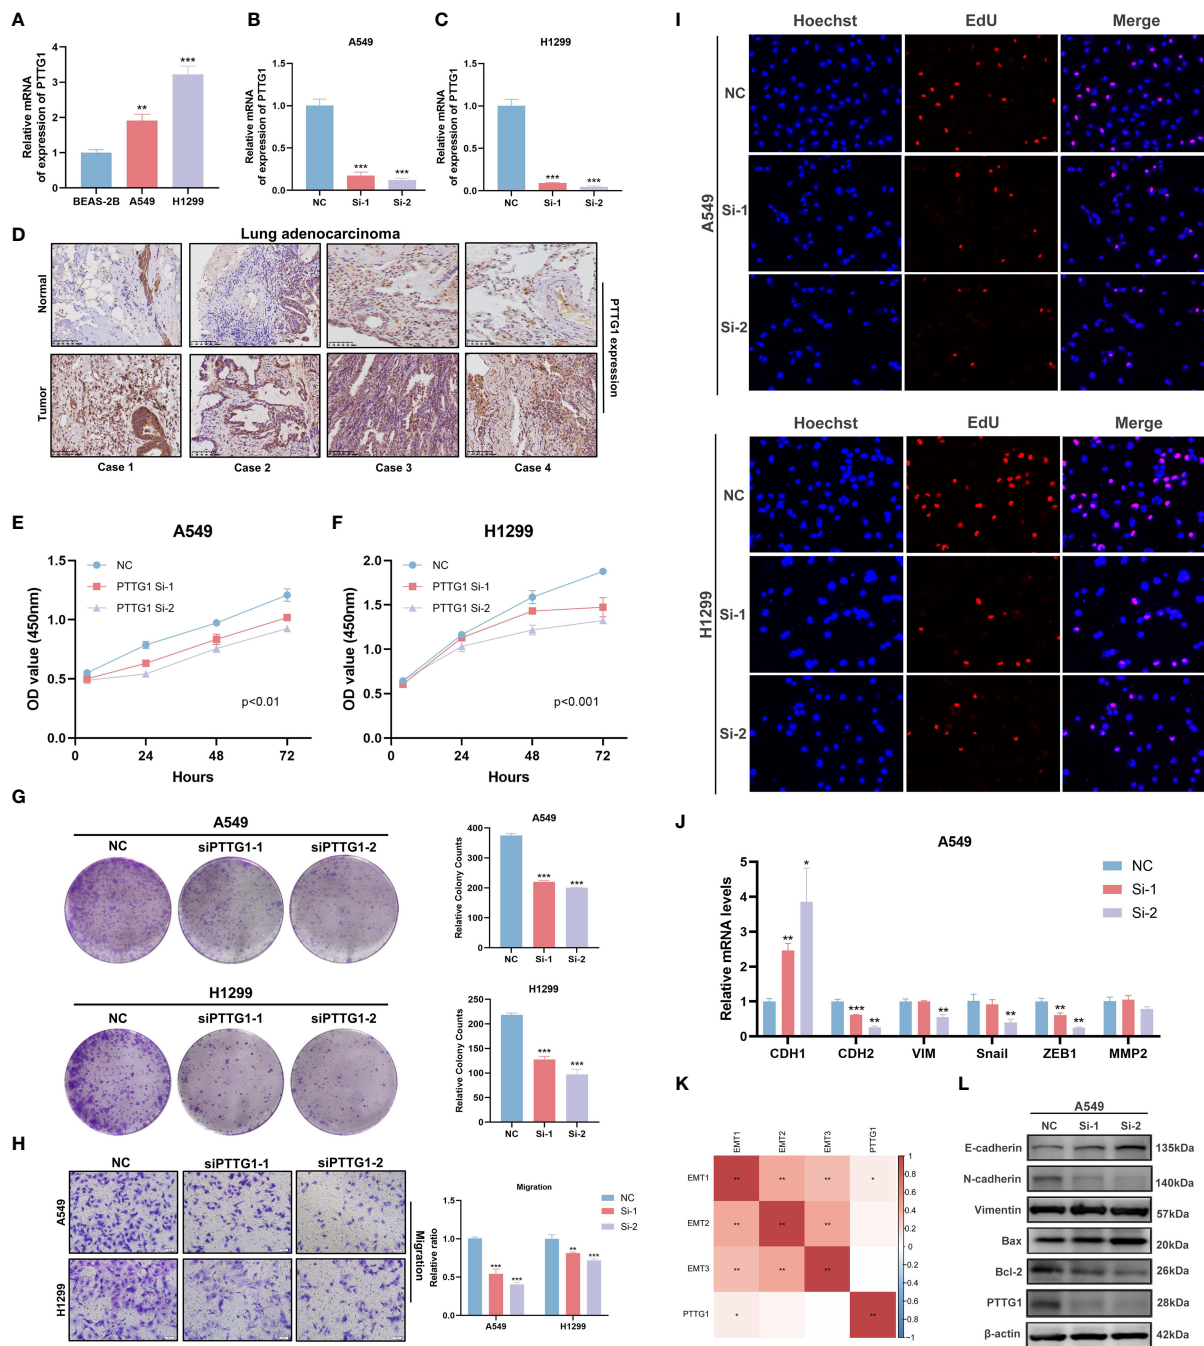 A
Relative mRNA
of expression of PTTG1
4
3
2
1
0
**
***
BEAS-2B A549 H1299
B
A549
Relative mRNA
of expression of PTTG1
1.5
1.0
0.5
0.0
***
***
NC Si-1 Si-2
C
H1299
Relative mRNA
of expression of PTTG1
1.5
1.0
0.5
0.0
***
***
NC Si-1 Si-2
D
Lung adenocarcinoma
Normal
Tumor
PTTG1 expression
Case 1 Case 2 Case 3 Case 4
E
A549
OD value (450nm)
1.5
1.0
0.5
0.0
NC
PTTG1 Si-1
PTTG1 Si-2
p<0.01
0 24 48 72
Hours
F
H1299
OD value (450nm)
2.0
1.5
1.0
0.5
0.0
NC
PTTG1 Si-1
PTTG1 Si-2
p<0.001
0 24 48 72
Hours
G
A549
NC siPTTG1-1 siPTTG1-2
A549
Relative Colony Counts
400
300
200
100
0
***
***
NC Si-1 Si-2
H1299
NC siPTTG1-1 siPTTG1-2
H1299
Relative Colony Counts
250
200
150
100
50
0
***
***
NC Si-1 Si-2
H
NC siPTTG1-1 siPTTG1-2
A549
H1299
Migration
Migration
Relative ratio
1.5
1.0
0.5
0.0
NC
Si-1
Si-2
***
***
**
***
A549 H1299
I
Hoechst EdU Merge
A549
NC
Si-1
Si-2
Hoechst EdU Merge
H1299
NC
Si-1
Si-2
J
A549
Relative mRNA levels
5
4
3
2
1
0
NC
Si-1
Si-2
**
*
***
**
**
**
**
**
CDH1 CDH2 VIM Snail ZEB1 MMP2
K
EMT1 EMT2 EMT3 PTTG1
EMT1 ** ** ** *
EMT2 ** ** **
EMT3 ** ** **
PTTG1 * **
1
0.8
0.6
0.4
0.2
0
−0.2
−0.4
−0.6
−0.8
−1
L
A549
NC Si-1 Si-2
E-cadherin 135kDa
N-cadherin 140kDa
Vimentin 57kDa
Bax 20kDa
Bcl-2 26kDa
PTTG1 28kDa
β-actin 42kDa